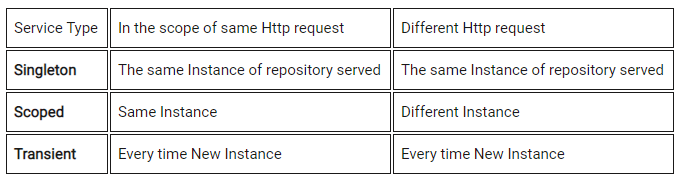 Service Type In the scope of same Http request Different Http request
Singleton The same Instance of repository served The same Instance of repository served
Scoped Same Instance Different Instance
Transient Every time New Instance Every time New Instance